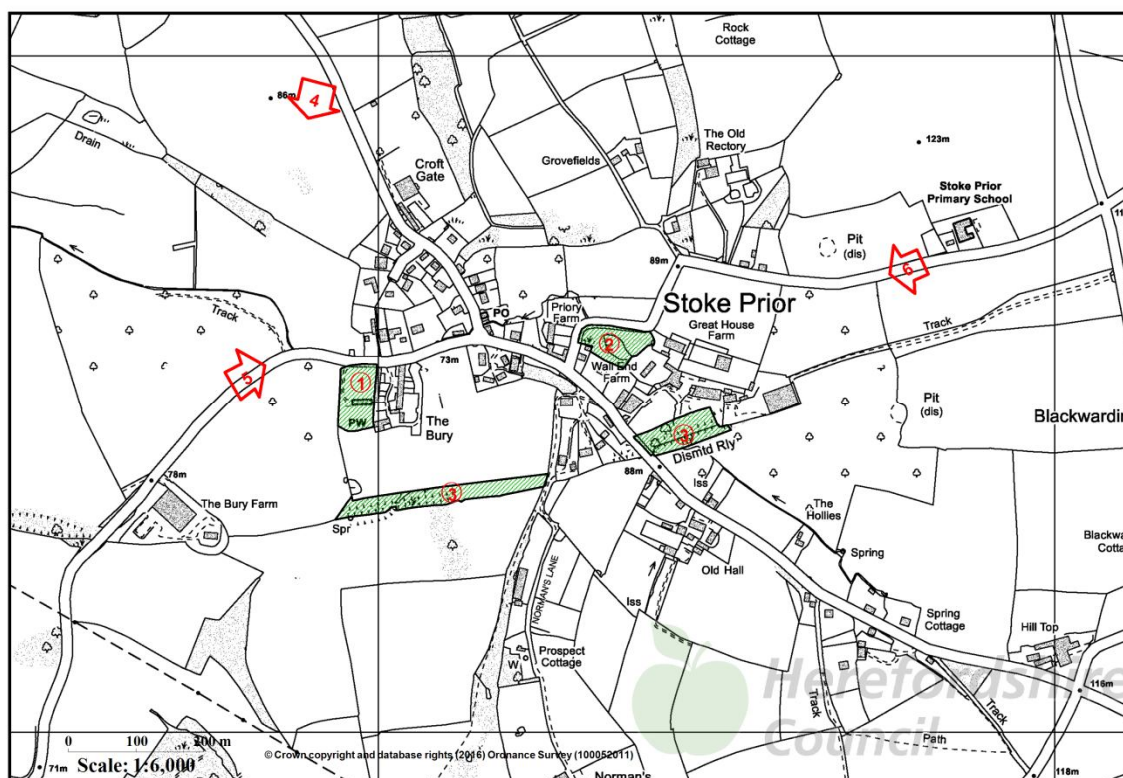 Rock
Cottage
86m
4
Drain
Croft
Gate
Grovefields
The Old
Rectory
123m
Stoke Prior
Primary School
11
Pit
(dis)
89m
6
Track
PO
Priory
Farm
Stoke Prior
Great House
Farm
Track
73m
2
Wall End
Farm
5
1
PW
The
Bury
3
Dismtd Rly
Pit
(dis)
Blackwardin
78m
88m
Iss
The Bury Farm
3
Spr
The
Hollies
Blackwa
Cotta
Old Hall
Spring
NORMAN'S LANE
Iss
Spring
Cottage
Hill Top
Prospect
Cottage
W
Track
Track
116m
Herefordshire
Council
Path
0 100 200 m
© Crown copyright and database rights (2016) Ordnance Survey (100052011)
71m
Scale: 1:6,000
Norman's
118m